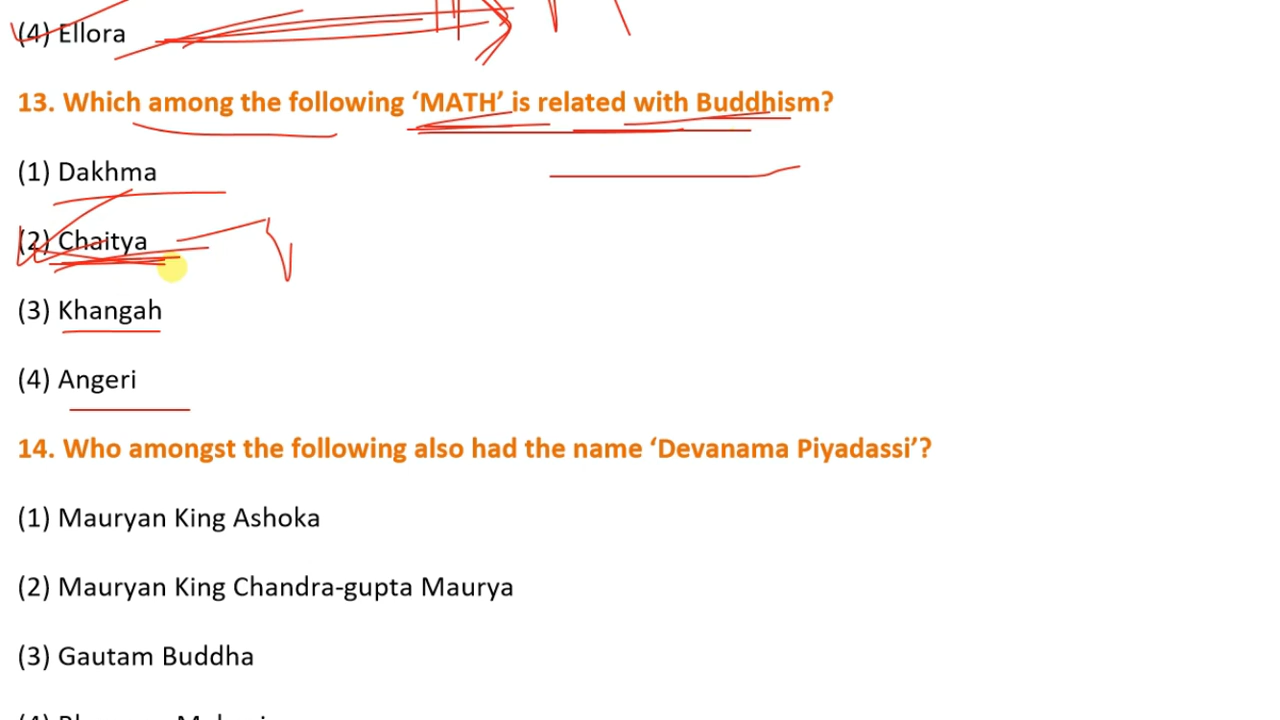 (4) Ellora
13. Which among the following ‘MATH’ is related with Buddhism?
(1) Dakhma
(2) Chaitya
(3) Khangah
(4) Angeri
14. Who amongst the following also had the name ‘Devanama Piyadassi’?
(1) Mauryan King Ashoka
(2) Mauryan King Chandra-gupta Maurya
(3) Gautam Buddha